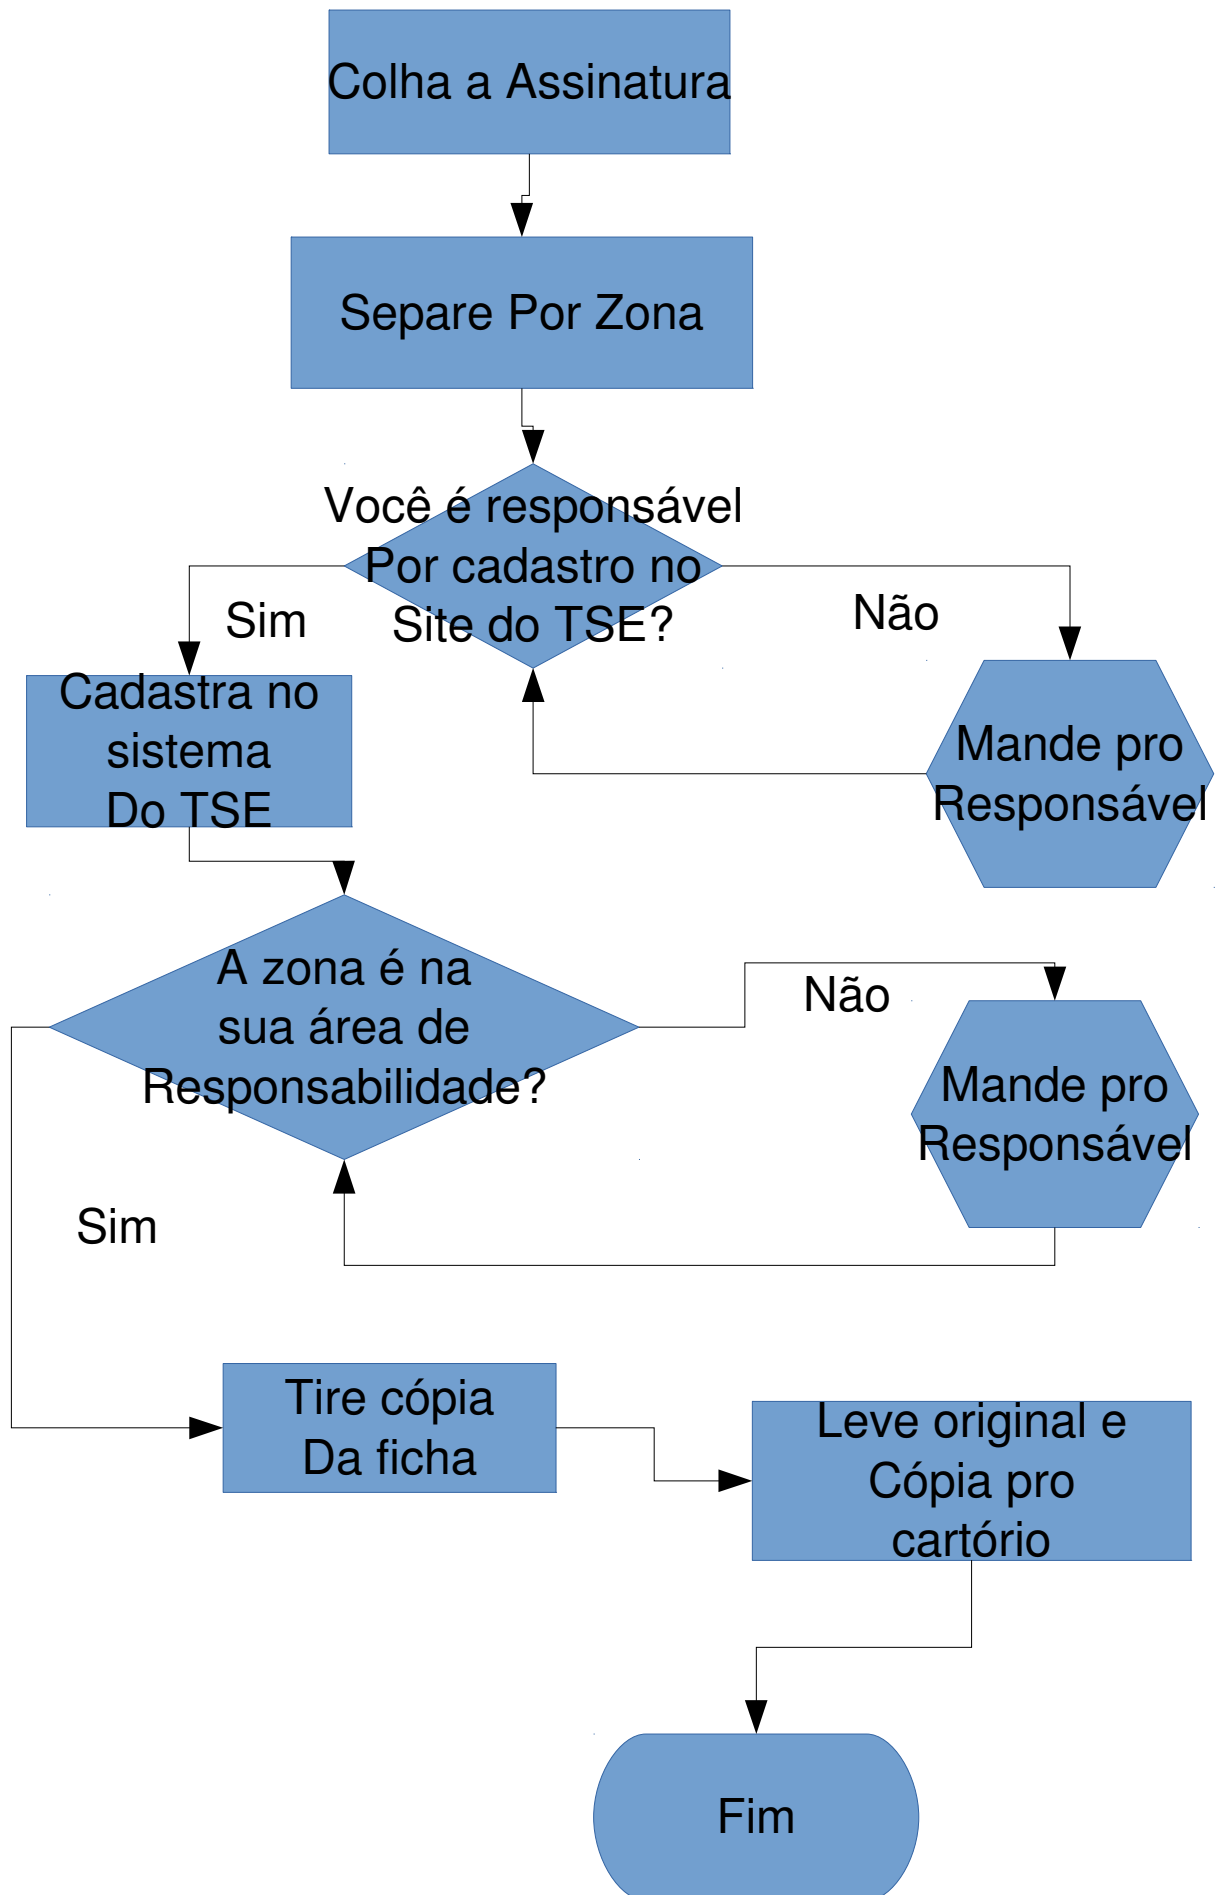 Colha a Assinatura
Separe Por Zona
Você é responsável
Por cadastro no
Site do TSE?
Sim
Não
Cadastra no
sistema
Do TSE
Mande pro
Responsável
A zona é na
sua área de
Responsabilidade?
Não
Mande pro
Responsável
Sim
Tire cópia
Da ficha
Leve original e
Cópia pro
cartório
Fim